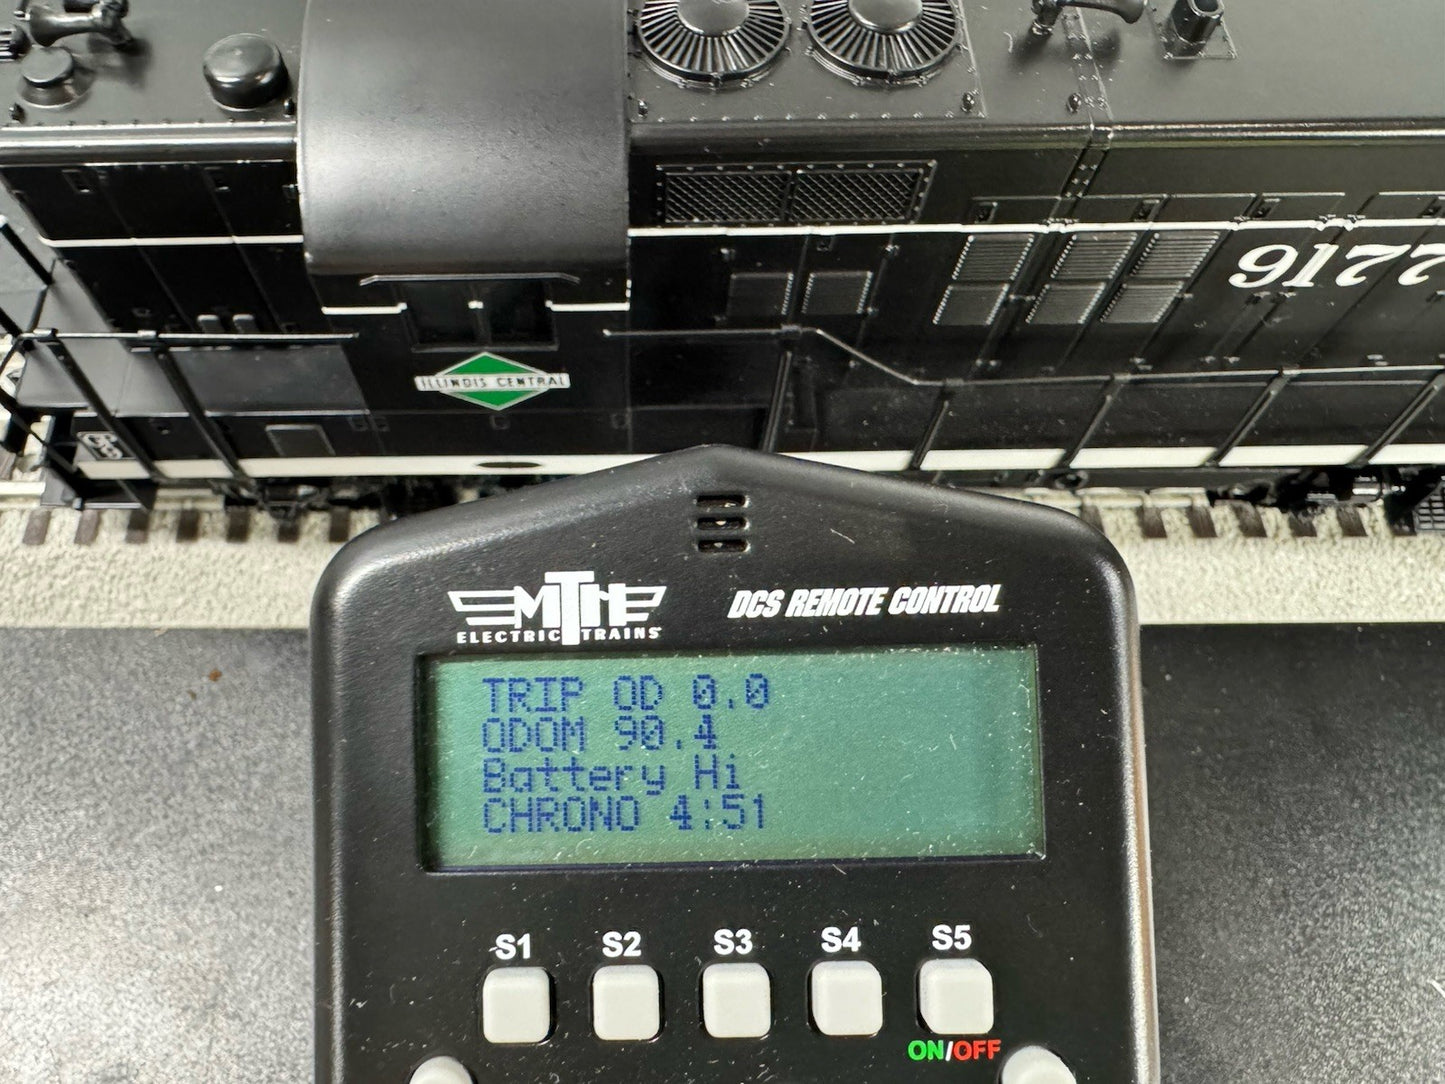 9172
ILLINOIS CENTRAL
MTH
ELECTRIC TRAINS
DCS REMOTE CONTROL
TRIP OD 0.0
ODOM 90.4
Battery Hi
CHRONO 4:51
S1 S2 S3 S4 S5
ON/OFF